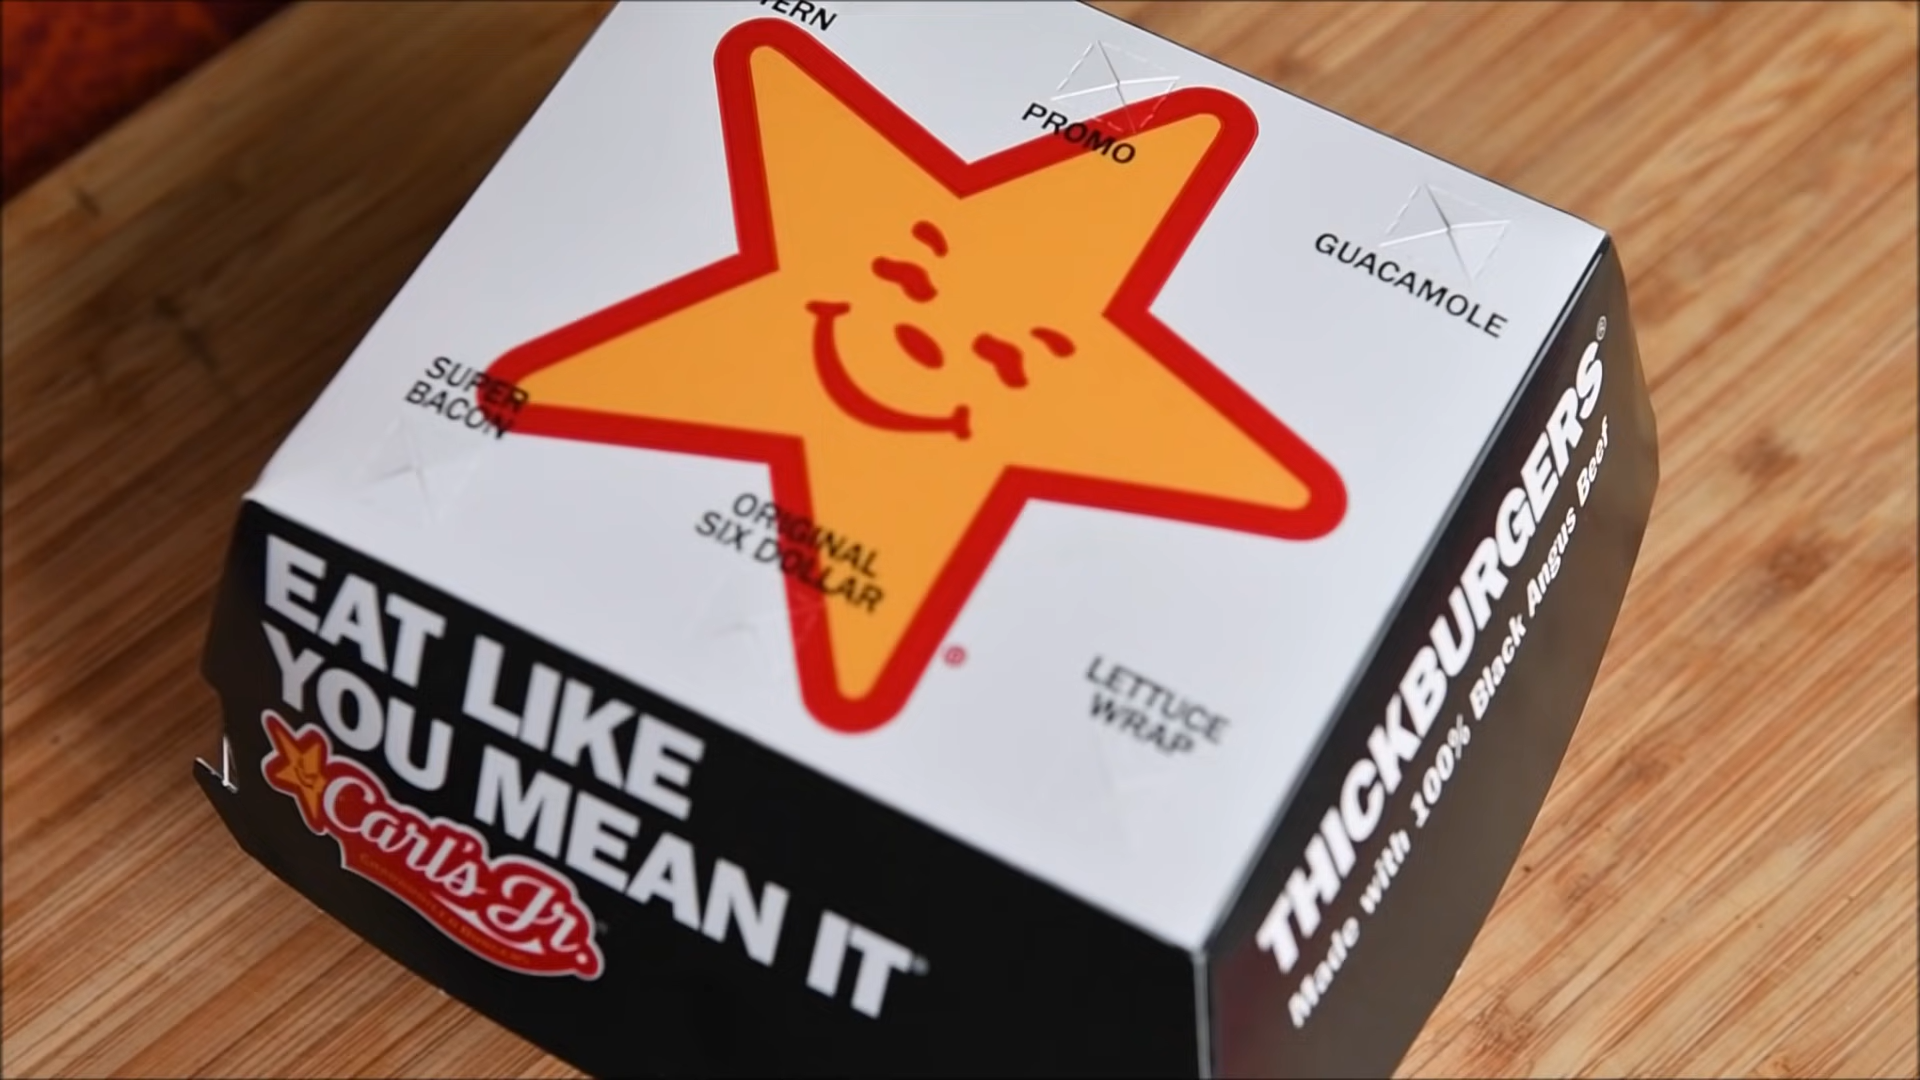 TERN
PROMO
GUACAMOLE
SUPER
BACON
ORIGINAL
SIX DOLLAR
®
LETTUCE
WRAP
EAT LIKE
YOU MEAN IT®
Carl's Jr.
THICKBURGERS®
Made with 100% Black Angus Beef